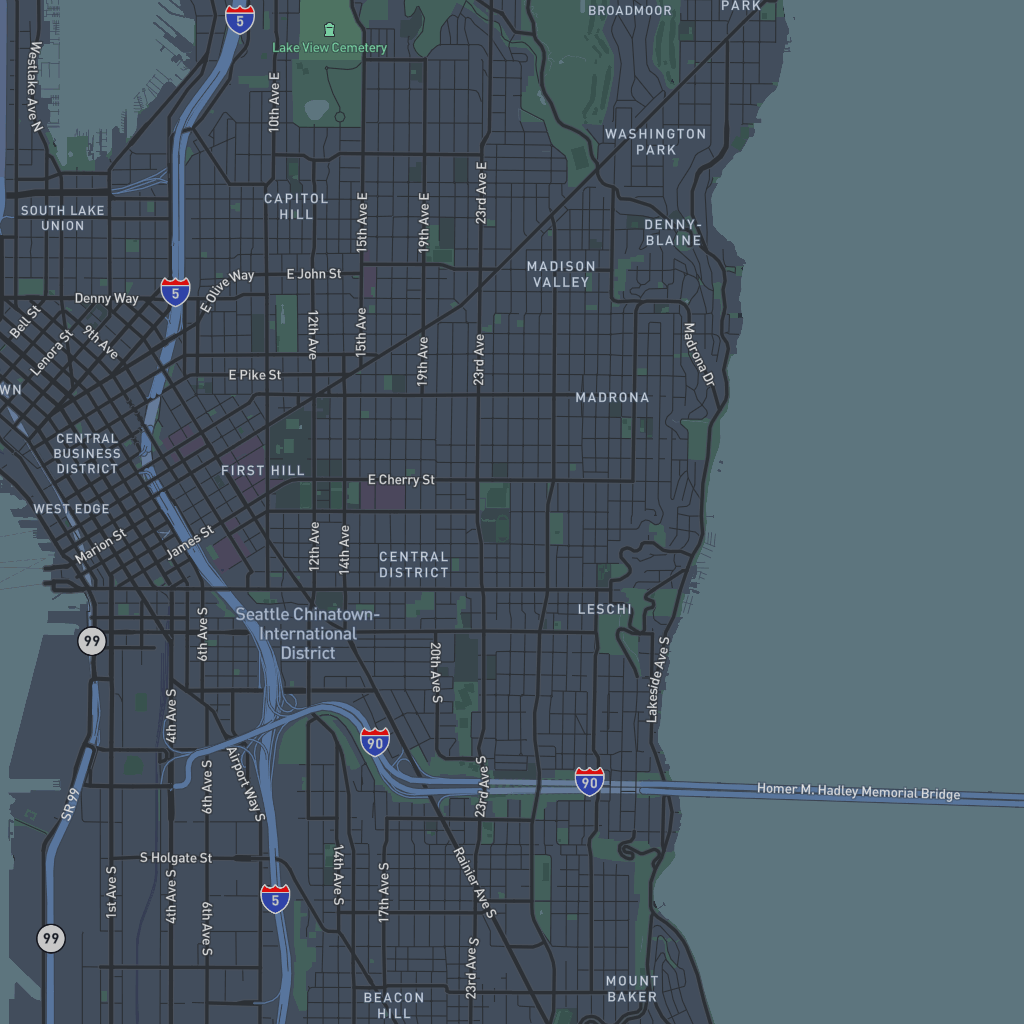 BROADMOOR
PARK
5
Lake View Cemetery
Westlake Ave N
10th Ave E
WASHINGTON
PARK
CAPITOL
HILL
15th Ave E
19th Ave E
23rd Ave E
SOUTH LAKE
UNION
DENNY-
BLAINE
MADISON
VALLEY
E John St
E Olive Way
5
Denny Way
Bell St
Lenora St
9th Ave
12th Ave
15th Ave
19th Ave
23rd Ave
Madrona Dr
E Pike St
WN
MADRONA
CENTRAL
BUSINESS
DISTRICT
FIRST HILL
E Cherry St
WEST EDGE
Marion St
James St
12th Ave
14th Ave
CENTRAL
DISTRICT
LESCHI
Seattle Chinatown-
International
District
99
6th Ave S
20th Ave S
Lakeside Ave S
4th Ave S
90
90
Homer M. Hadley Memorial Bridge
SR 99
6th Ave S
Airport Way S
23rd Ave S
S Holgate St
1st Ave S
4th Ave S
6th Ave S
5
14th Ave S
17th Ave S
Rainier Ave S
99
23rd Ave S
BEACON
HILL
MOUNT
BAKER